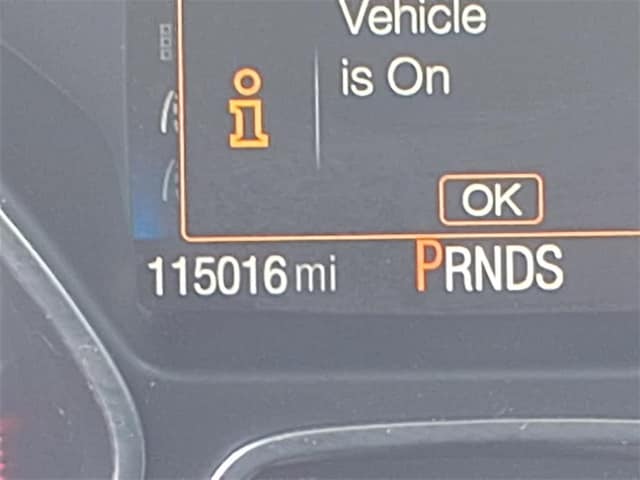 Vehicle
is On
OK
115016 mi PRNDS